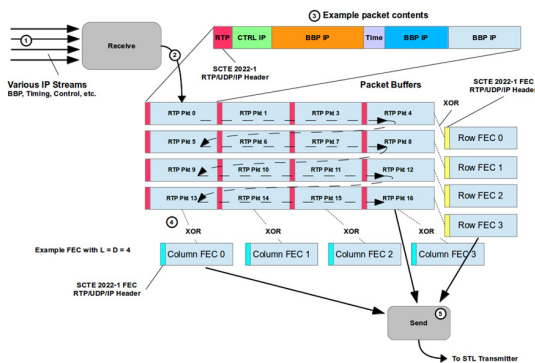 3 Example packet contents
1
Receive
2
RTP CTRL IP BBP IP Time BBP IP BBP IP
Various IP Streams
BBP, Timing, Control, etc.
SCTE 2022-1
RTP/UDP/IP Header
Packet Buffers
SCTE 2022-1 FEC
RTP/UDP/IP Header
XOR
RTP Pkt 0 RTP Pkt 1 RTP Pkt 3 RTP Pkt 4
RTP Pkt 5 RTP Pkt 6 RTP Pkt 7 RTP Pkt 8
RTP Pkt 9 RTP Pkt 10 RTP Pkt 11 RTP Pkt 12
RTP Pkt 13 RTP Pkt 14 RTP Pkt 15 RTP Pkt 16
Row FEC 0
Row FEC 1
Row FEC 2
Row FEC 3
4
XOR XOR XOR XOR
Example FEC with L = D = 4
Column FEC 0 Column FEC 1 Column FEC 2 Column FEC 3
SCTE 2022-1 FEC
RTP/UDP/IP Header
5
Send
To STL Transmitter